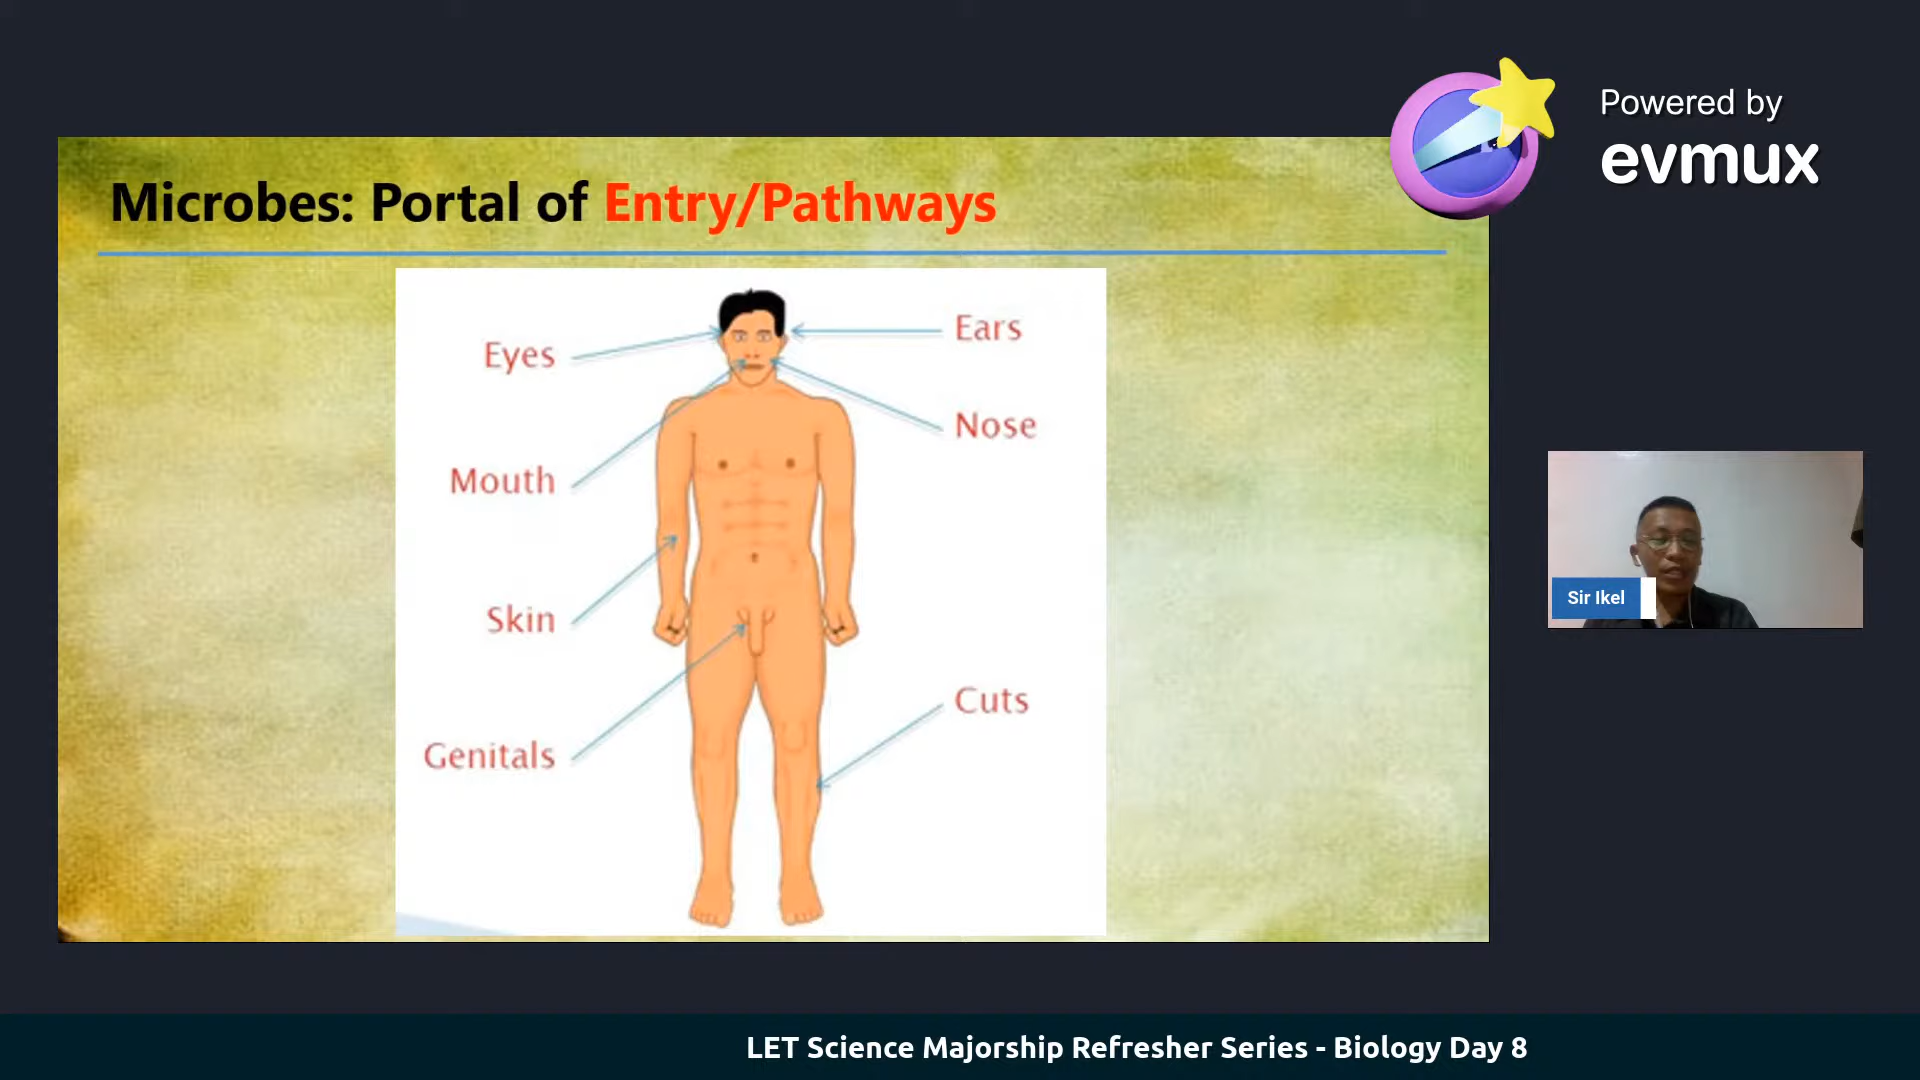 Powered by
evmux
Microbes: Portal of Entry/Pathways
Eyes
Ears
Nose
Mouth
Skin
Genitals
Cuts
Sir Ikel
LET Science Majorship Refresher Series - Biology Day 8